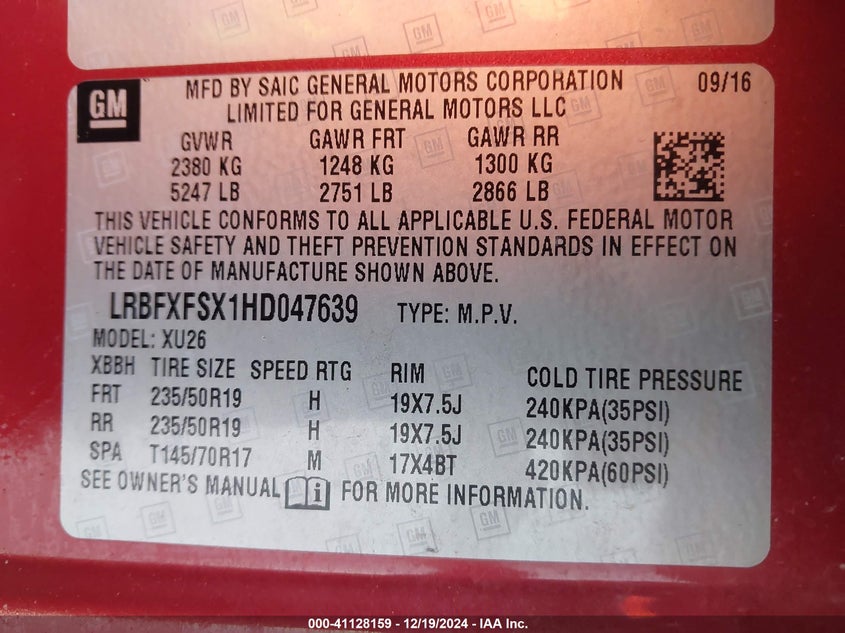 GM
MFD BY SAIC GENERAL MOTORS CORPORATION 09/16
LIMITED FOR GENERAL MOTORS LLC
GVWR GAWR FRT GAWR RR
2380 KG 1248 KG 1300 KG
5247 LB 2751 LB 2866 LB
THIS VEHICLE CONFORMS TO ALL APPLICABLE U.S. FEDERAL MOTOR
VEHICLE SAFETY AND THEFT PREVENTION STANDARDS IN EFFECT ON
THE DATE OF MANUFACTURE SHOWN ABOVE.
LRBFXFSX1HD047639 TYPE: M.P.V.
MODEL: XU26
XBBH TIRE SIZE SPEED RTG RIM COLD TIRE PRESSURE
FRT 235/50R19 H 19X7.5J 240KPA(35PSI)
RR 235/50R19 H 19X7.5J 240KPA(35PSI)
SPA T145/70R17 M 17X4BT 420KPA(60PSI)
SEE OWNER'S MANUAL i FOR MORE INFORMATION.
000-41128159 - 12/19/2024 - IAA Inc.